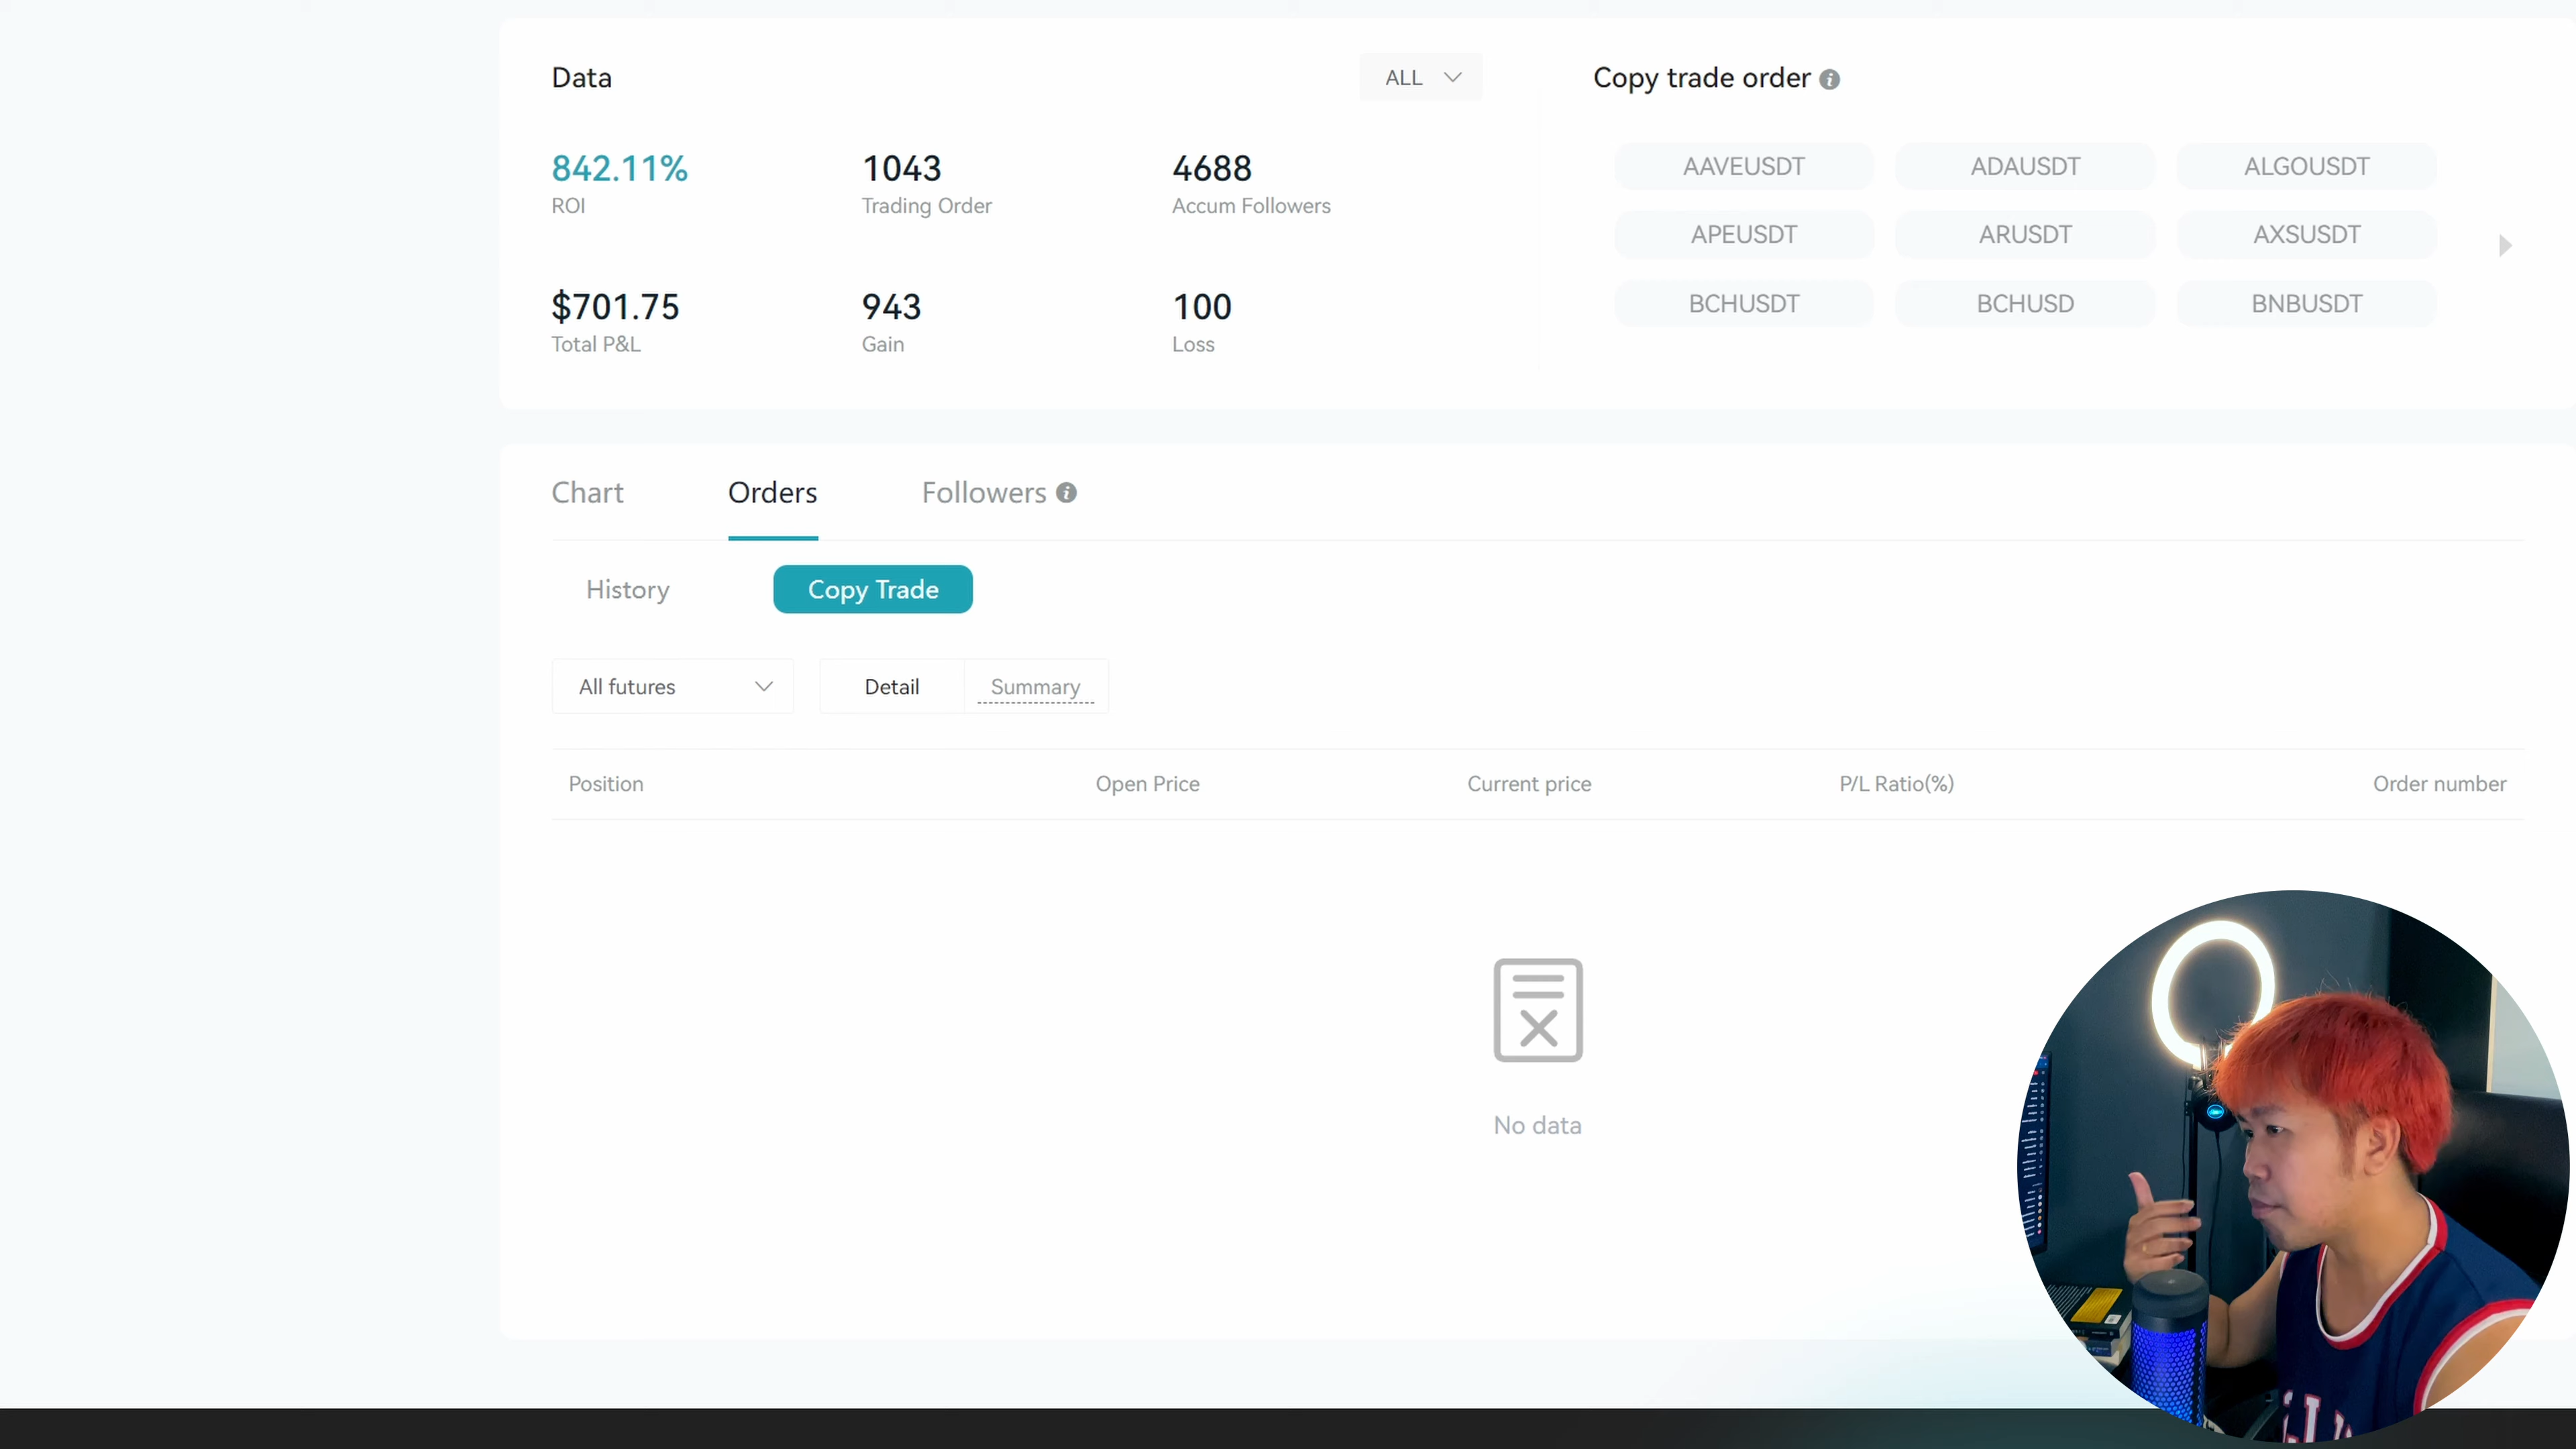 Data
ALL
Copy trade order
842.11%
ROI
1043
Trading Order
4688
Accum Followers
$701.75
Total P&L
943
Gain
100
Loss
AAVEUSDT
ADAUSDT
ALGOUSDT
APEUSDT
ARUSDT
AXSUSDT
BCHUSDT
BCHUSD
BNBUSDT
Chart
Orders
Followers
History
Copy Trade
All futures
Detail
Summary
Position
Open Price
Current price
P/L Ratio(%)
Order number
No data